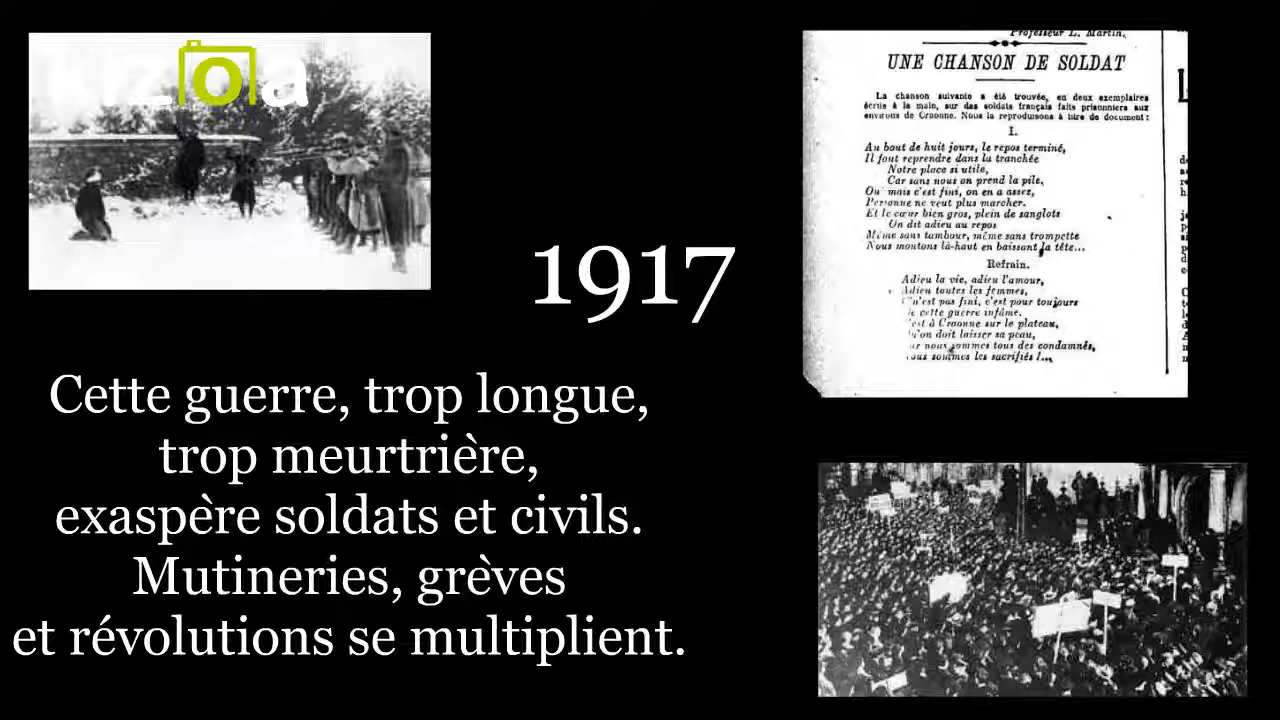 kizoa
Professeur L. Martin.
UNE CHANSON DE SOLDAT
La chanson suivante a été trouvée, en deux exemplaires
écrits à la main, sur des soldats français faits prisonniers aux
environs de Craonne. Nous la reproduisons à titre de document :
I.
Au bout de huit jours, le repos terminé,
Il faut reprendre dans la tranchée
Notre place si utile,
Car sans nous on prend la pile,
Ou mais c'est fini, on en a assez,
Personne ne veut plus marcher.
Et le cœur bien gros, plein de sanglots
On dit adieu au repos
Même sans tambour, même sans trompette
Nous montons là-haut en baissant la tête...
Refrain.
Adieu la vie, adieu l'amour,
Adieu toutes les femmes,
n'est pas fini, c'est pour toujours
De cette guerre infâme.
est à Craonne sur le plateau,
u'on doit laisser sa peau,
ar nous sommes tous des condamnés,
ous sommes les sacrifiés !...
1917
Cette guerre, trop longue,
trop meurtrière,
exaspère soldats et civils.
Mutineries, grèves
et révolutions se multiplient.